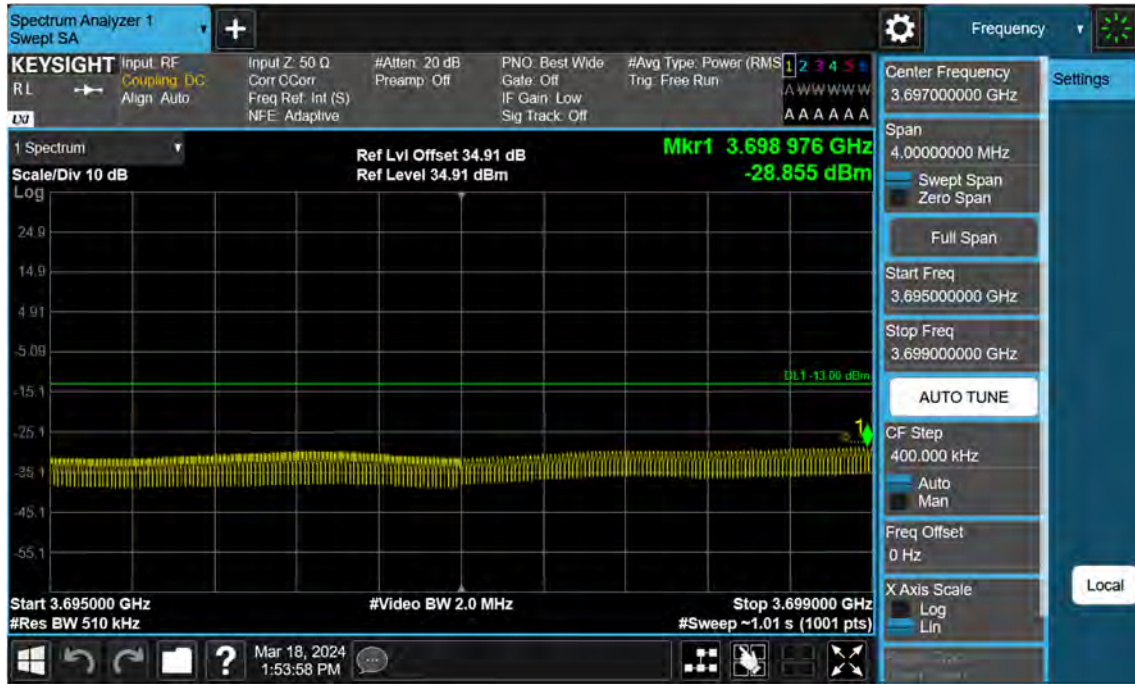 Spectrum Analyzer 1
Swept SA
Frequency
KEYSIGHT
RL
LXI
Input: RF
Coupling: DC
Align: Auto
Input Z: 50 Ω
Corr CCorr
Freq Ref: Int (S)
NFE: Adaptive
#Atten: 20 dB
Preamp: Off
PNO: Best Wide
Gate: Off
IF Gain: Low
Sig Track: Off
#Avg Type: Power (RMS
Trig: Free Run
1 2 3 4 5 6
A W W W W W
A A A A A A
1 Spectrum
Scale/Div 10 dB
Ref Lvl Offset 34.91 dB
Ref Level 34.91 dBm
Mkr1 3.698 976 GHz
-28.855 dBm
Log
24.9
14.9
4.91
-5.09
-15.1
-25.1
-35.1
-45.1
-55.1
DL1 -13.00 dBm
1
Start 3.695000 GHz
#Res BW 510 kHz
#Video BW 2.0 MHz
Stop 3.699000 GHz
#Sweep ~1.01 s (1001 pts)
Mar 18, 2024
1:53:58 PM
Center Frequency
3.697000000 GHz
Span
4.00000000 MHz
Swept Span
Zero Span
Full Span
Start Freq
3.695000000 GHz
Stop Freq
3.699000000 GHz
AUTO TUNE
CF Step
400.000 kHz
Auto
Man
Freq Offset
0 Hz
X Axis Scale
Log
Lin
Settings
Local